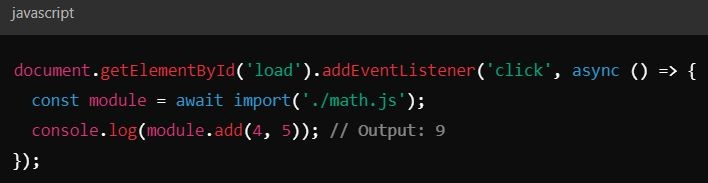 javascript
document.getElementById('load').addEventListener('click', async () => {
  const module = await import('./math.js');
  console.log(module.add(4, 5)); // Output: 9
});